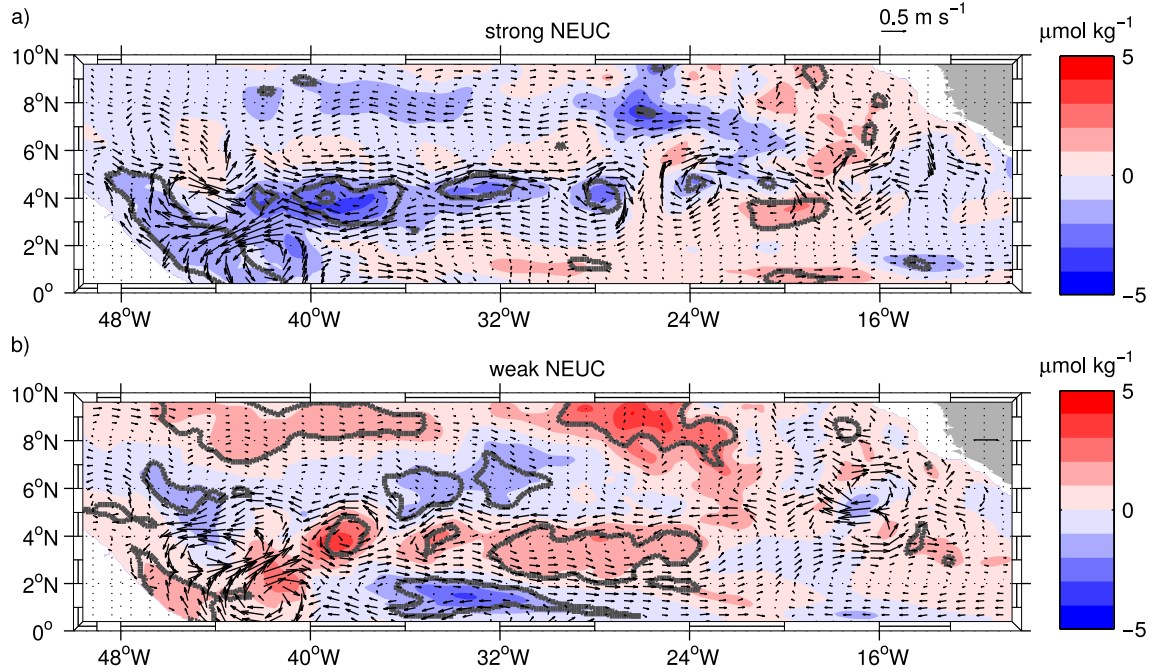 a)
strong NEUC
0.5 m s⁻¹
μmol kg⁻¹
10°N
8°N
6°N
4°N
2°N
0°
48°W
40°W
32°W
24°W
16°W
5
0
−5
b)
weak NEUC
μmol kg⁻¹
10°N
8°N
6°N
4°N
2°N
0°
48°W
40°W
32°W
24°W
16°W
5
0
−5